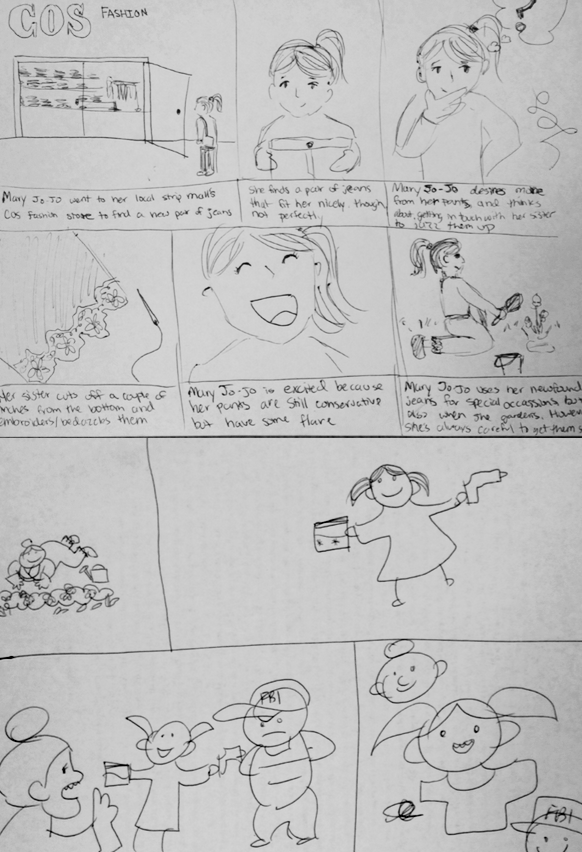 COS FASHION
?
Mary Jo-Jo went to her local strip mall's
Cos Fashion store to find a new pair of jeans
She finds a pair of jeans
that fit her nicely, though
not perfectly
Mary Jo-Jo desires more
from her pants, and thinks
about getting in touch with her sister
to jazz them up
Her sister cuts off a couple of
inches from the bottom and
embroiders/bedazzles them
Mary Jo-Jo is excited because
her pants are still conservative
but have some flare
Mary Jo-Jo uses her newfound
jeans for special occassions but
also when she gardens. However
she's always careful to get them
FBI
FBI